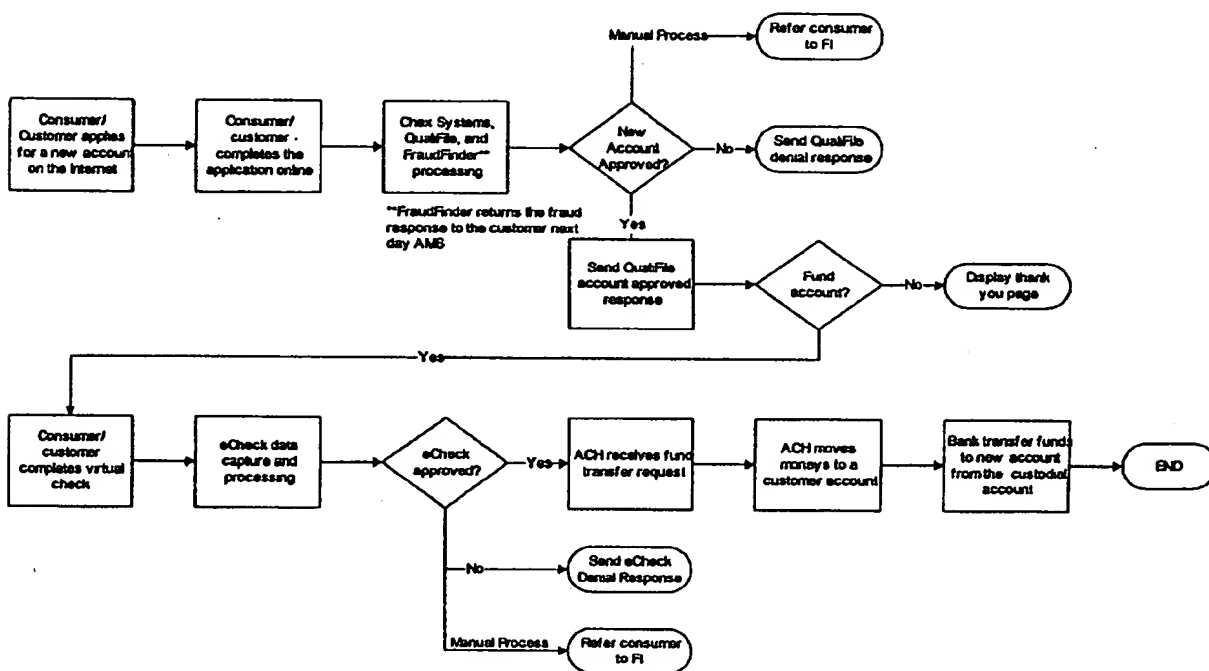 Manual Process
Refer consumer
to FI
Consumer/
Customer applies
for a new account
on the Internet
Consumer/
customer
completes the
application online
Chex Systems,
QualiFile, and
FraudFinder**
processing
New
Account
Approved?
No
Send QualiFile
denial response
**FraudFinder returns the fraud
response to the customer next
day AMS
Yes
Send QualiFile
account approved
response
Fund
account?
No
Display thank
you page
Yes
Consumer/
customer
completes virtual
check
eCheck data
capture and
processing
eCheck
approved?
Yes
ACH receives fund
transfer request
ACH moves
moneys to a
customer account
Bank transfer funds
to new account
from the custodial
account
END
No
Send eCheck
Denial Response
Manual Process
Refer consumer
to FI